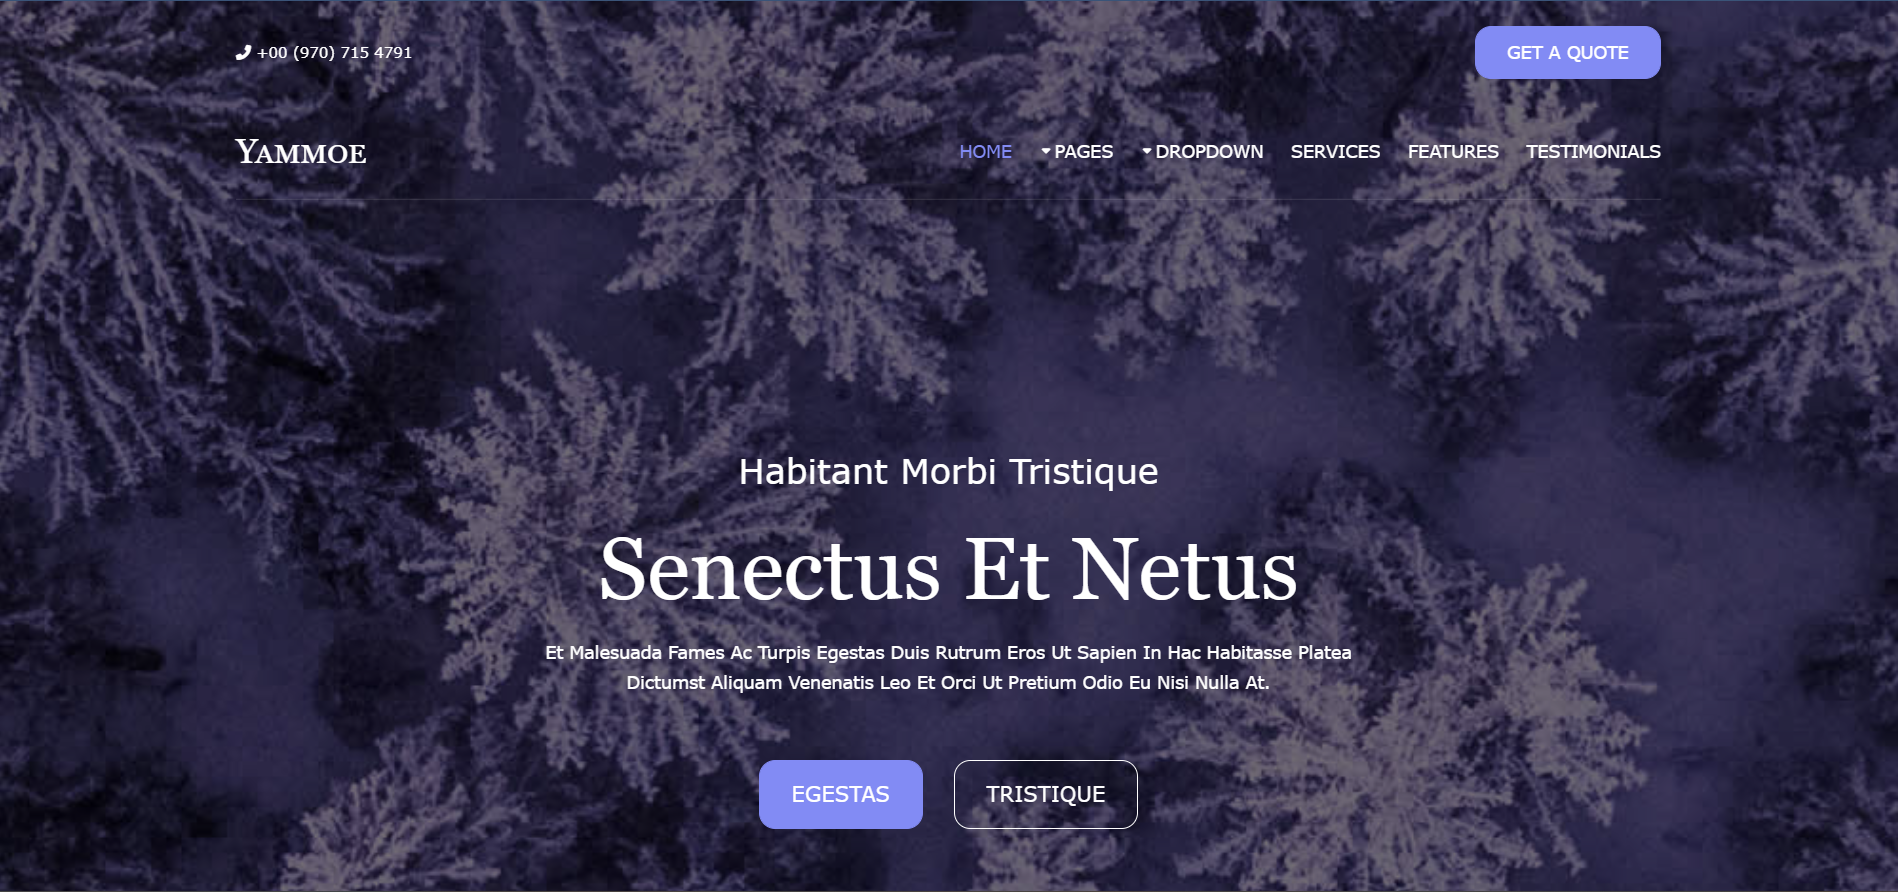 +00 (970) 715 4791
GET A QUOTE
YAMMOE
HOME PAGES DROPDOWN SERVICES FEATURES TESTIMONIALS
Habitant Morbi Tristique
Senectus Et Netus
Et Malesuada Fames Ac Turpis Egestas Duis Rutrum Eros Ut Sapien In Hac Habitasse Platea
Dictumst Aliquam Venenatis Leo Et Orci Ut Pretium Odio Eu Nisi Nulla At.
EGESTAS
TRISTIQUE